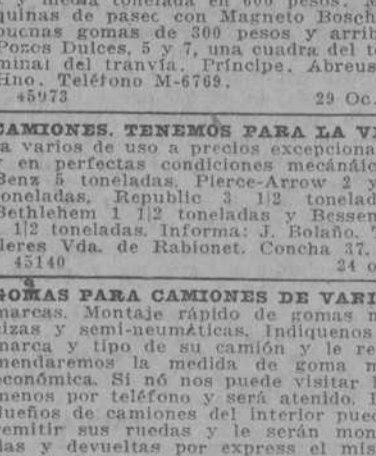 y media tonelada en 600 pesos.
quinas de paseo con Magneto Bosch
buenas gomas de 300 pesos y arrib
Pozos Dulces, 5 y 7, una cuadra del te
minal del tranvía. Príncipe. Abreus
Hno. Teléfono M-6769.
45973 29 Oc.
CAMIONES. TENEMOS PARA LA VE
ta varios de uso a precios excepciona
y en perfectas condiciones mecánic
Benz 5 toneladas, Pierce-Arrow 2 y
toneladas, Republic 3 1|2 tonelad
Bethlehem 1 1|2 toneladas y Bessem
1|2 toneladas. Informa: J. Bolaño. T
lleres Vda. de Rabionet. Concha 37.
45140 24 o
GOMAS PARA CAMIONES DE VARI
marcas. Montaje rápido de gomas m
cizas y semi-neumáticas. Indíquenos
marca y tipo de su camión y le re
mendaremos la medida de goma m
económica. Si nó nos puede visitar l
menos por teléfono y será atenido. L
dueños de camiones del interior pued
remitir sus ruedas y le serán mon
das y devueltas por express el mis